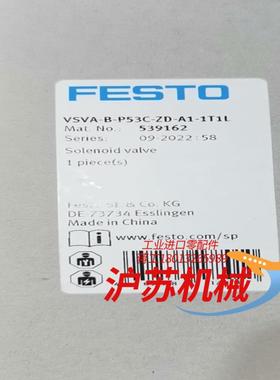 FESTO
VSVA-B-P53C-ZD-A1-1T1L
Mat. No.: 539162
Series: 09-2022:58
Solenoid valve
1 piece(s)
Festo SE & Co. KG
DE-73734 Esslingen
Made in China
www.festo.com/sp
工业进口零配件
沪苏机械